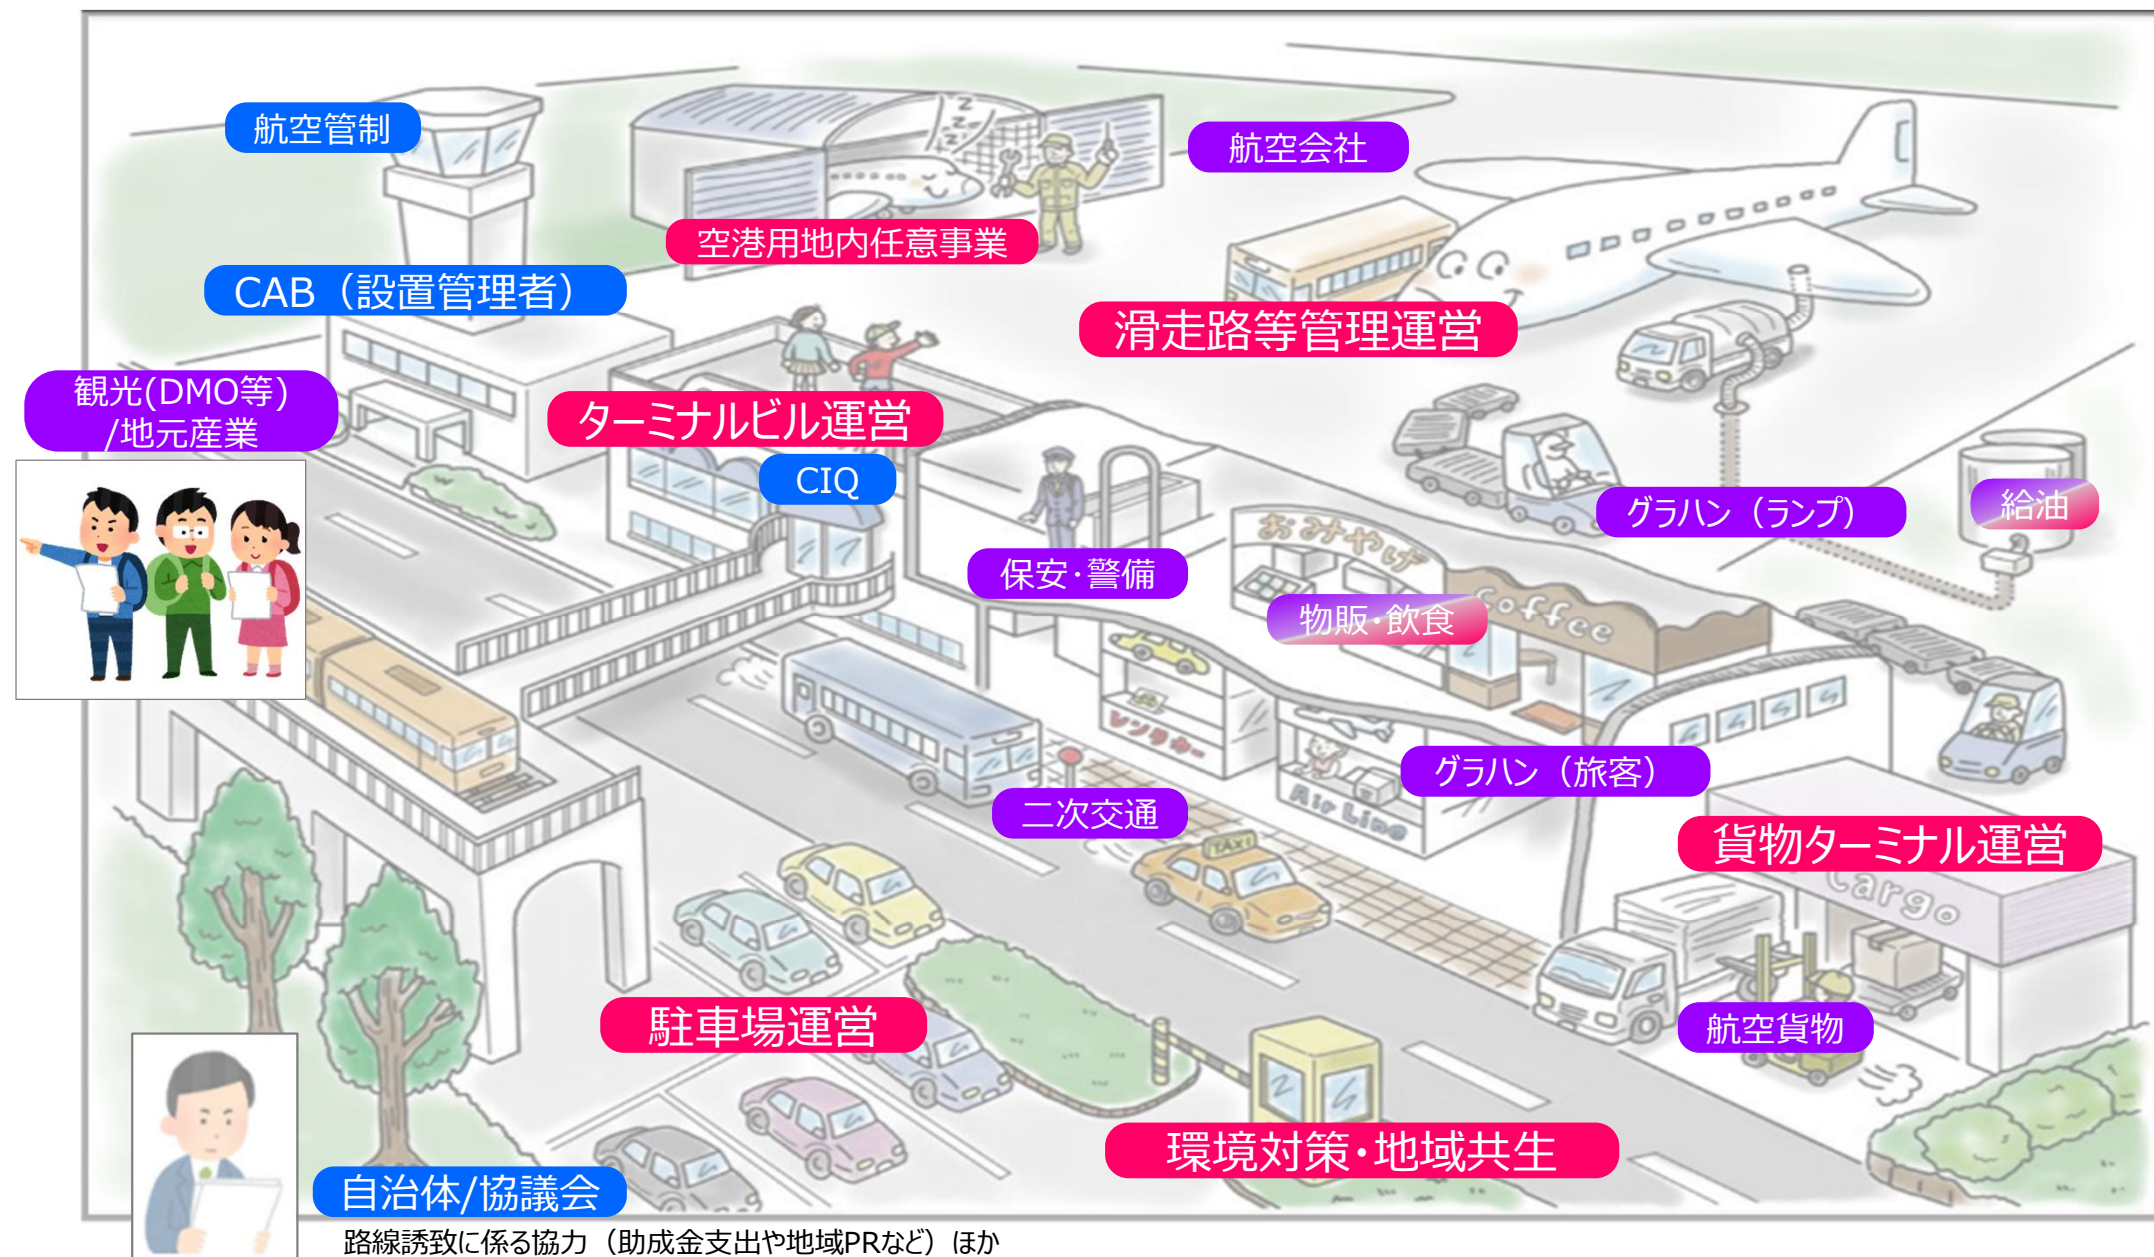 航空管制
航空会社
空港用地内任意事業
CAB（設置管理者）
滑走路等管理運営
観光(DMO等)
/地元産業
ターミナルビル運営
CIQ
グラハン（ランプ）
給油
おみやげ
保安・警備
物販・飲食
coffee
レンタカー
グラハン（旅客）
Air Line
二次交通
TAXI
貨物ターミナル運営
Cargo
駐車場運営
航空貨物
環境対策・地域共生
自治体/協議会
路線誘致に係る協力（助成金支出や地域PRなど）ほか